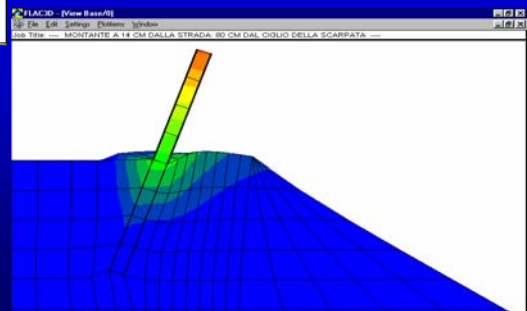 FLAC3D - [View Base/0]
File Edit Settings Plotitems Window
Job Title: ---- MONTANTE A 14 CM DALLA STRADA: 60 CM DAL CIGLIO DELLA SCARPATA ----